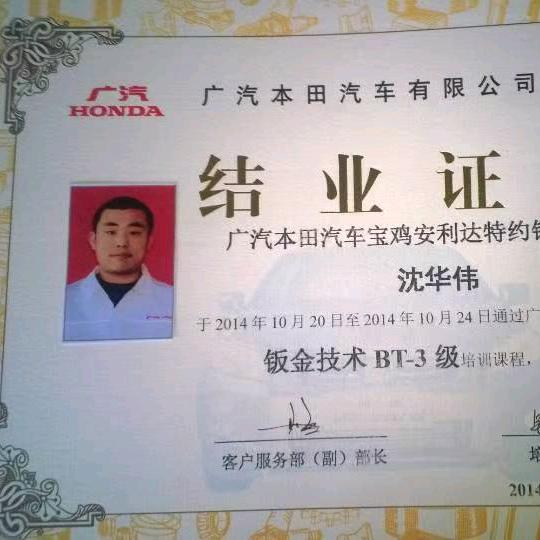 广汽
HONDA
广汽本田汽车有限公司
结业证
广汽本田汽车宝鸡安利达特约
沈华伟
于2014年10月20日至2014年10月24日通过广
钣金技术BT-3级培训课程，
客户服务部（副）部长
培
2014